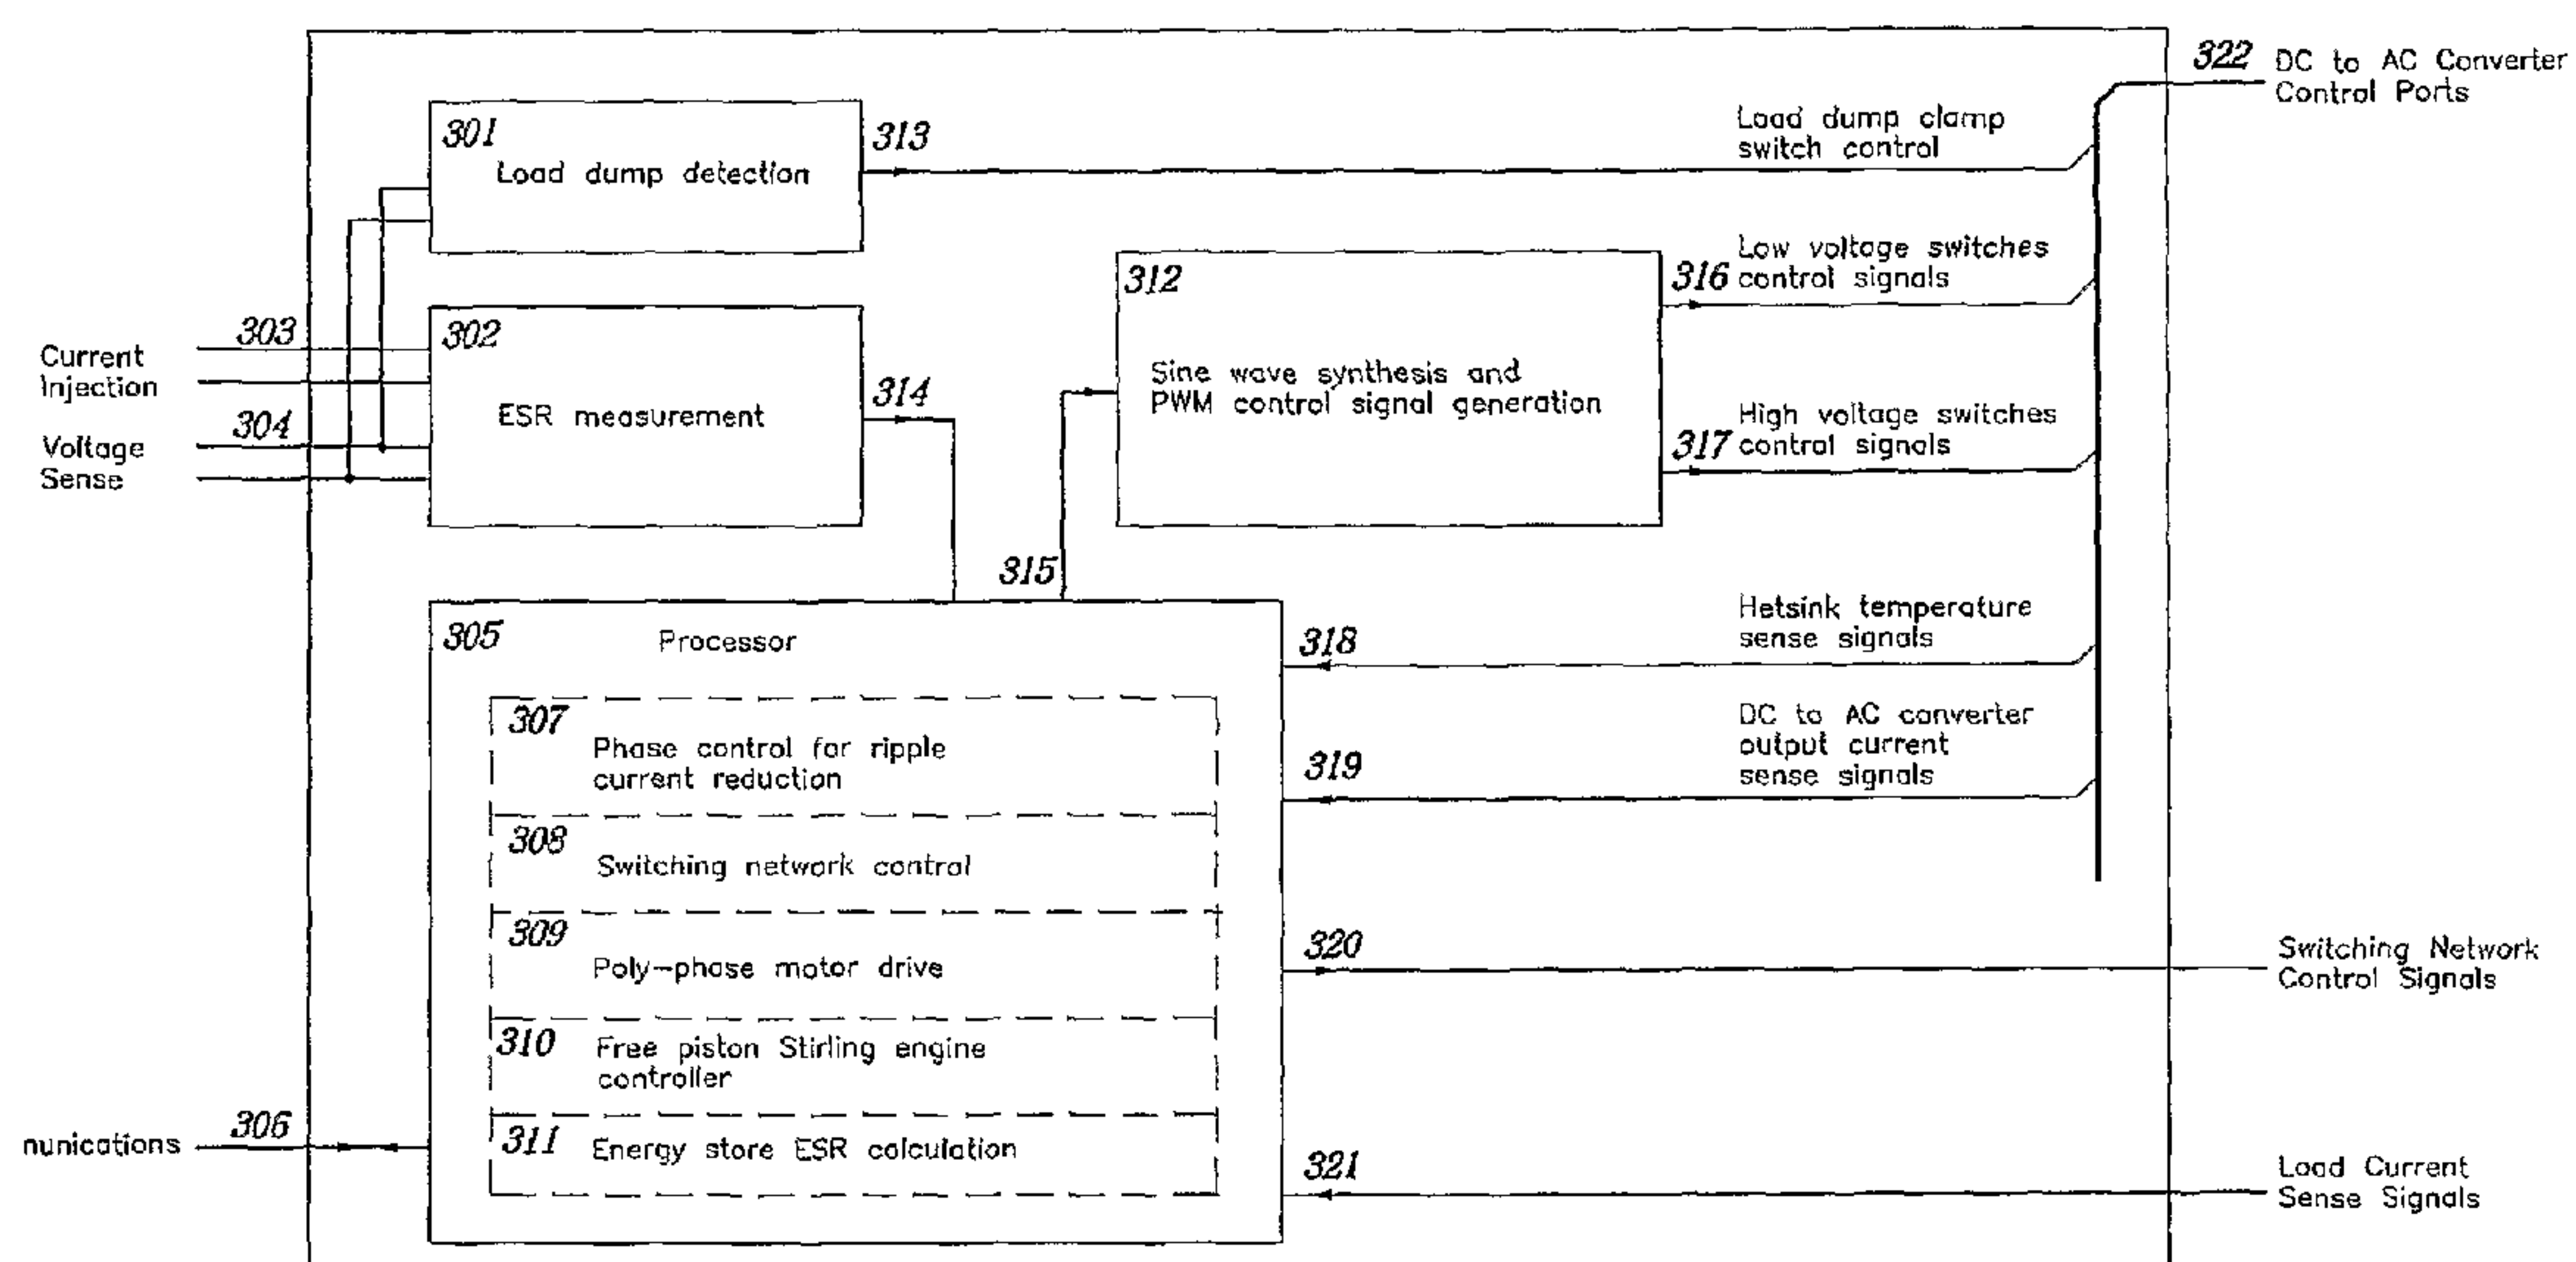 322 DC to AC Converter
Control Ports
301
Load dump detection
313
Load dump clamp
switch control
303
Current
Injection
304
Voltage
Sense
302
ESR measurement
314
312
Sine wave synthesis and
PWM control signal generation
316
Low voltage switches
control signals
317
High voltage switches
control signals
315
305
Processor
318
Hetsink temperature
sense signals
307
Phase control for ripple
current reduction
319
DC to AC converter
output current
sense signals
308
Switching network control
309
Poly-phase motor drive
320
Switching Network
Control Signals
310
Free piston Stirling engine
controller
nunications
306
311
Energy store ESR calculation
321
Load Current
Sense Signals